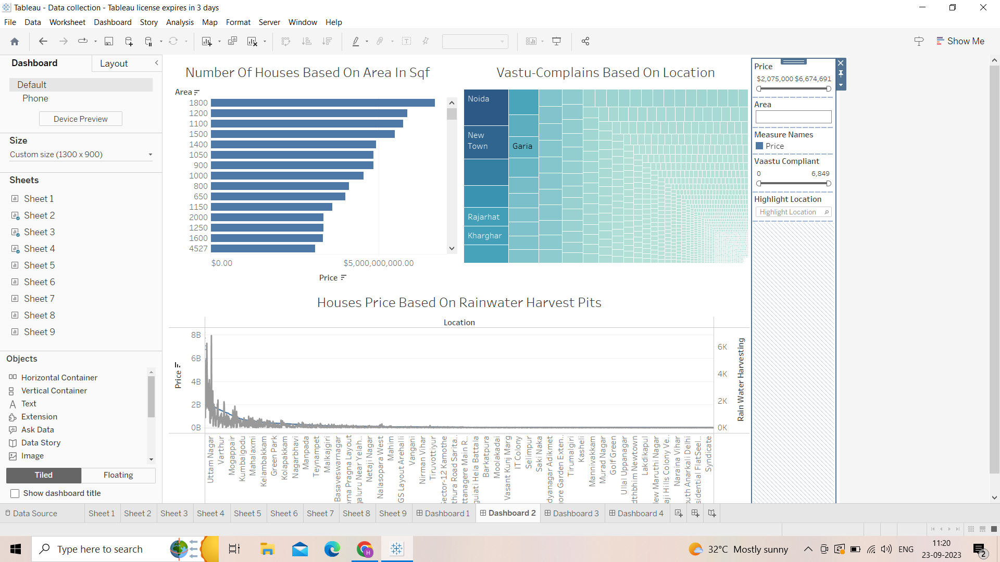 Tableau - Data collection - Tableau license expires in 3 days
File Data Worksheet Dashboard Story Analysis Map Format Server Window Help
Show Me
Dashboard
Layout
Default
Phone
Device Preview
Size
Custom size (1300 x 900)
Sheets
Sheet 1
Sheet 2
Sheet 3
Sheet 4
Sheet 5
Sheet 6
Sheet 7
Sheet 8
Sheet 9
Objects
Horizontal Container
Vertical Container
Text
Extension
Ask Data
Data Story
Image
Tiled
Floating
Show dashboard title
Number Of Houses Based On Area In Sqf
Area
1800
1200
1100
1500
1400
1050
900
1000
800
650
1150
2000
1250
1600
4527
$0.00 $5,000,000,000.00
Price
Vastu-Complains Based On Location
Noida
New
Town
Garia
Rajarhat
Kharghar
Houses Price Based On Rainwater Harvest Pits
Location
8B
6B
4B
2B
0B
Price
6K
4K
2K
0K
Rain Water Harvesting
Uttam Nagar
Varthur
Mogappair
Kumbalgodu
Mahalaxmi
Kelambakkam
Green Park
Kolapakkam
Nagarbhavi
Manpada
Teynampet
Malkajgiri
Basaveswarnagar
orna Pragna Layout
galuru Near Yelah..
Netaji Nagar
Nalasopara West
Mahim
GS Layout Arehalli
Vangani
Nirman Vihar
Tiruvottiyur
Sector-12 Kamothe
thura Road Sarita..
ttanagere Main R..
guiati Hela Battala
Barkatpura
Moolakadai
Vasant Kunj Marg
IT Colony
Selimpur
Saki Naka
dyanagar Adikmet
ore Garden Exten..
Tirumalgiri
Kasheli
Mannivakkam
Murad Nagar
Golf Green
Ullal Uppanagar
dthbhim Newtown
Lakdikapul
lew Maruthi Nagar
aji Hills Colony Ve..
Naraina Vihar
outh Anarkali Delhi
sidential FlatSeel..
Syndicate
Price
$2,075,000 $6,674,691
Area
Measure Names
Price
Vaastu Compliant
0 6,849
Highlight Location
Highlight Location
Data Source Sheet 1 Sheet 2 Sheet 3 Sheet 4 Sheet 5 Sheet 6 Sheet 7 Sheet 8 Sheet 9 Dashboard 1 Dashboard 2 Dashboard 3 Dashboard 4
Type here to search
H
32°C Mostly sunny
ENG
11:20
23-09-2023
2